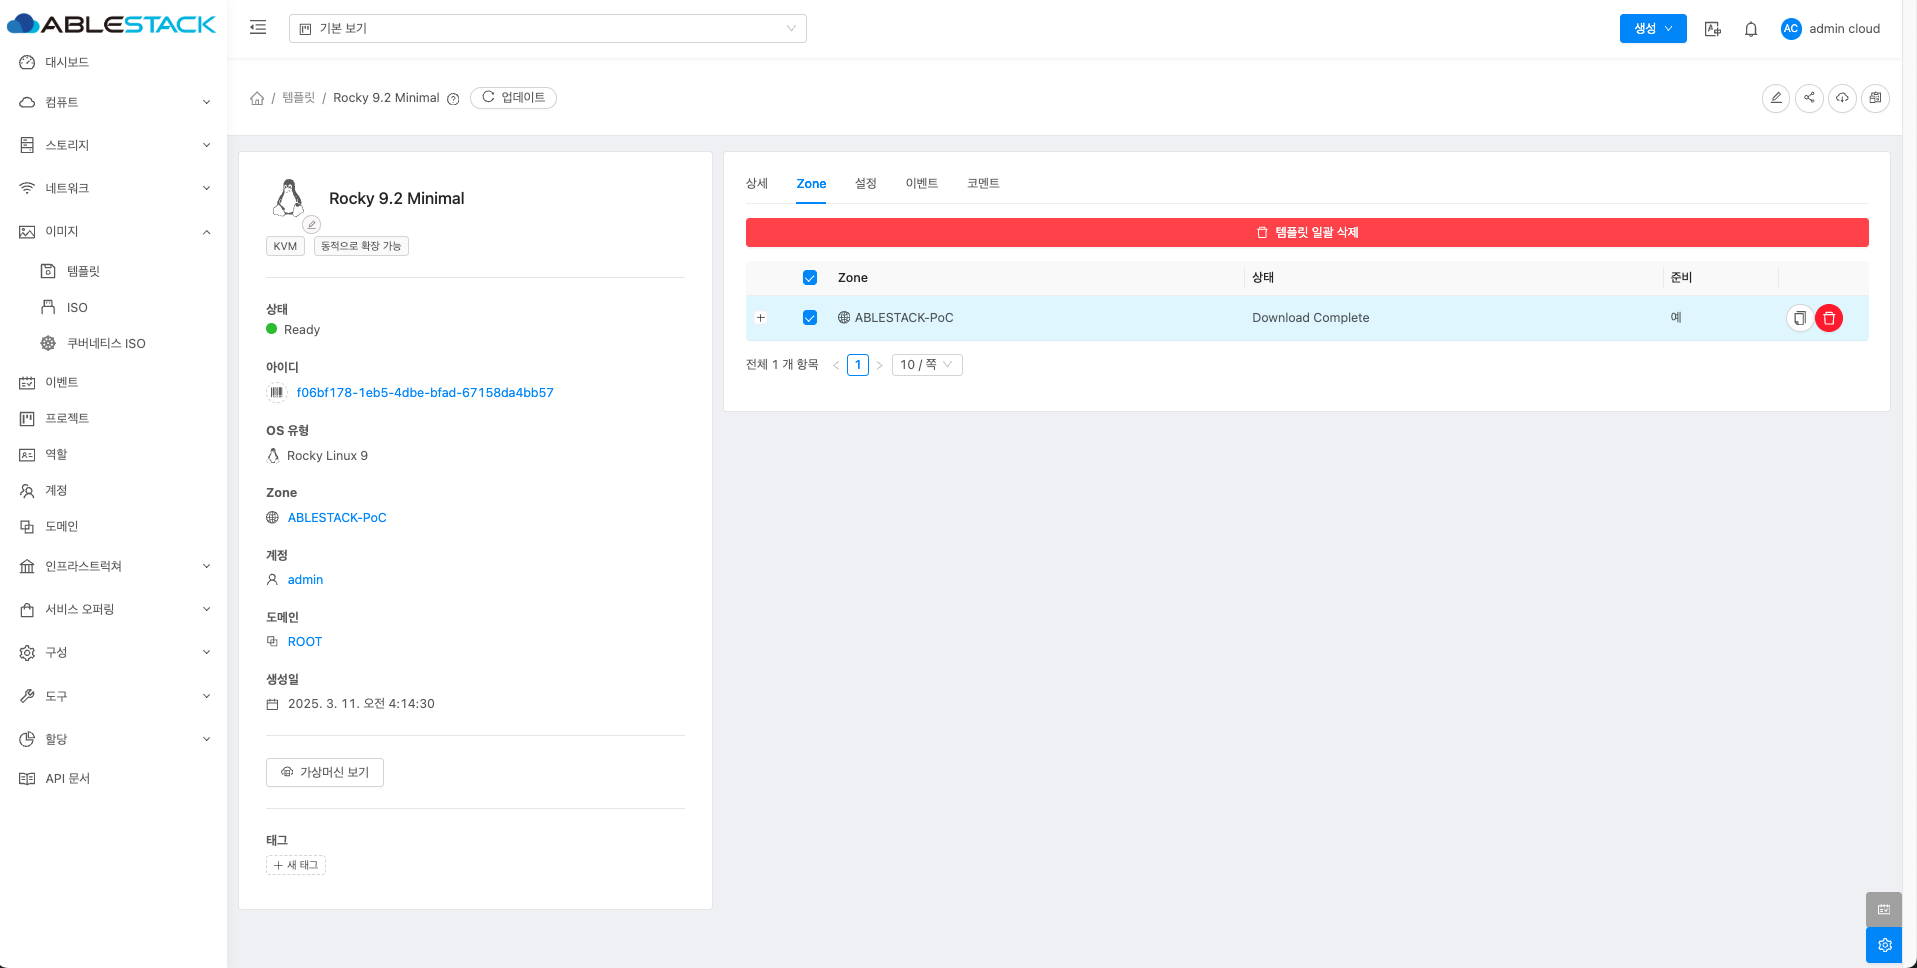 ABLESTACK
기본 보기
생성
AC
admin cloud
대시보드
컴퓨트
스토리지
네트워크
이미지
템플릿
ISO
쿠버네티스 ISO
이벤트
프로젝트
역할
계정
도메인
인프라스트럭쳐
서비스 오퍼링
구성
도구
할당
API 문서
/ 템플릿 / Rocky 9.2 Minimal
업데이트
Rocky 9.2 Minimal
KVM
동적으로 확장 가능
상태
Ready
아이디
f06bf178-1eb5-4dbe-bfad-67158da4bb57
OS 유형
Rocky Linux 9
Zone
ABLESTACK-PoC
계정
admin
도메인
ROOT
생성일
2025. 3. 11. 오전 4:14:30
가상머신 보기
태그
+ 새 태그
상세 Zone 설정 이벤트 코멘트
템플릿 일괄 삭제
Zone 상태 준비
ABLESTACK-PoC Download Complete 예
전체 1 개 항목 < 1 > 10 / 쪽